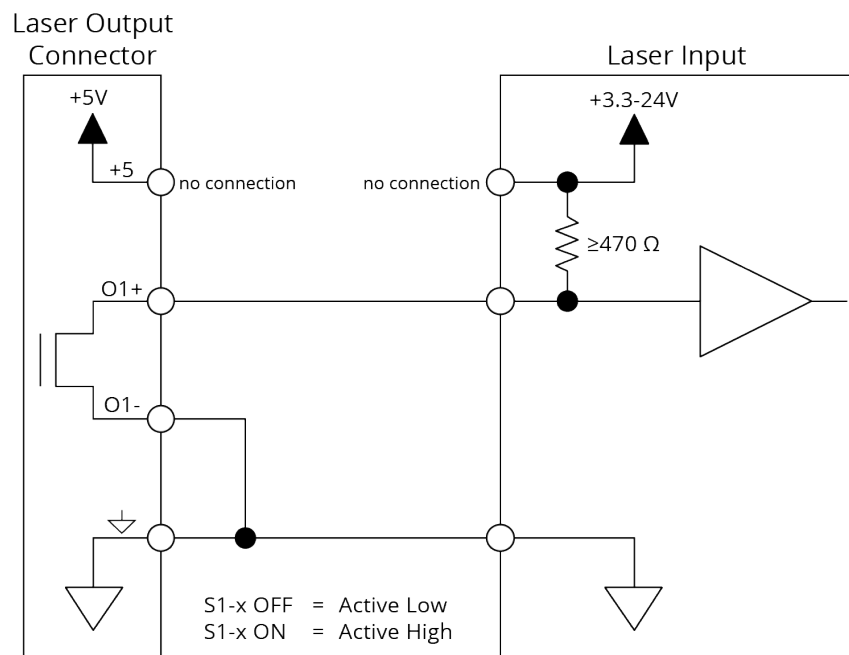 Laser Output
Connector
Laser Input
+5V
+3.3-24V
+5
no connection
no connection
≥470 Ω
O1+
O1-
S1-x OFF = Active Low
S1-x ON = Active High